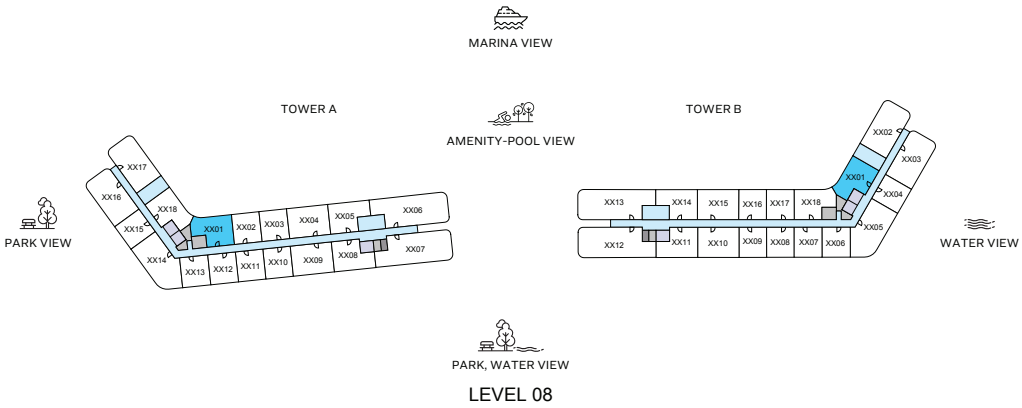 MARINA VIEW
TOWER A
TOWER B
AMENITY-POOL VIEW
PARK VIEW
WATER VIEW
XX17
XX16
XX18
XX15
XX14
XX01
XX02
XX03
XX04
XX05
XX06
XX07
XX08
XX09
XX10
XX11
XX12
XX13
XX02
XX03
XX01
XX04
XX05
XX13
XX14
XX15
XX16
XX17
XX18
XX12
XX11
XX10
XX09
XX08
XX07
XX06
PARK, WATER VIEW
LEVEL 08